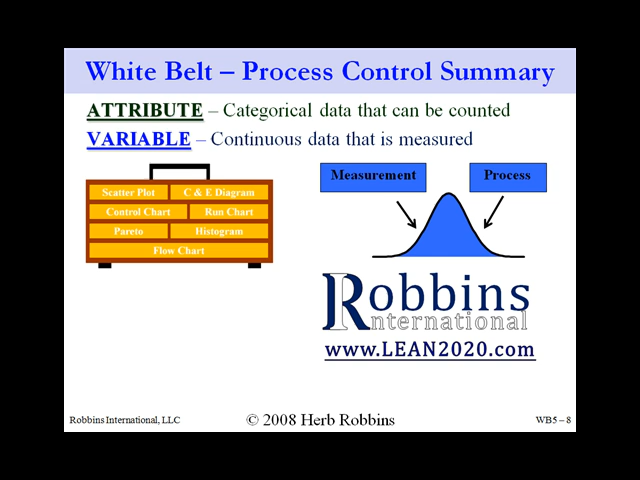 White Belt – Process Control Summary
ATTRIBUTE – Categorical data that can be counted
VARIABLE – Continuous data that is measured
Scatter Plot C & E Diagram
Control Chart Run Chart
Pareto Histogram
Flow Chart
Measurement Process
Robbins
International
www.LEAN2020.com
Robbins International, LLC © 2008 Herb Robbins WB5 – 8